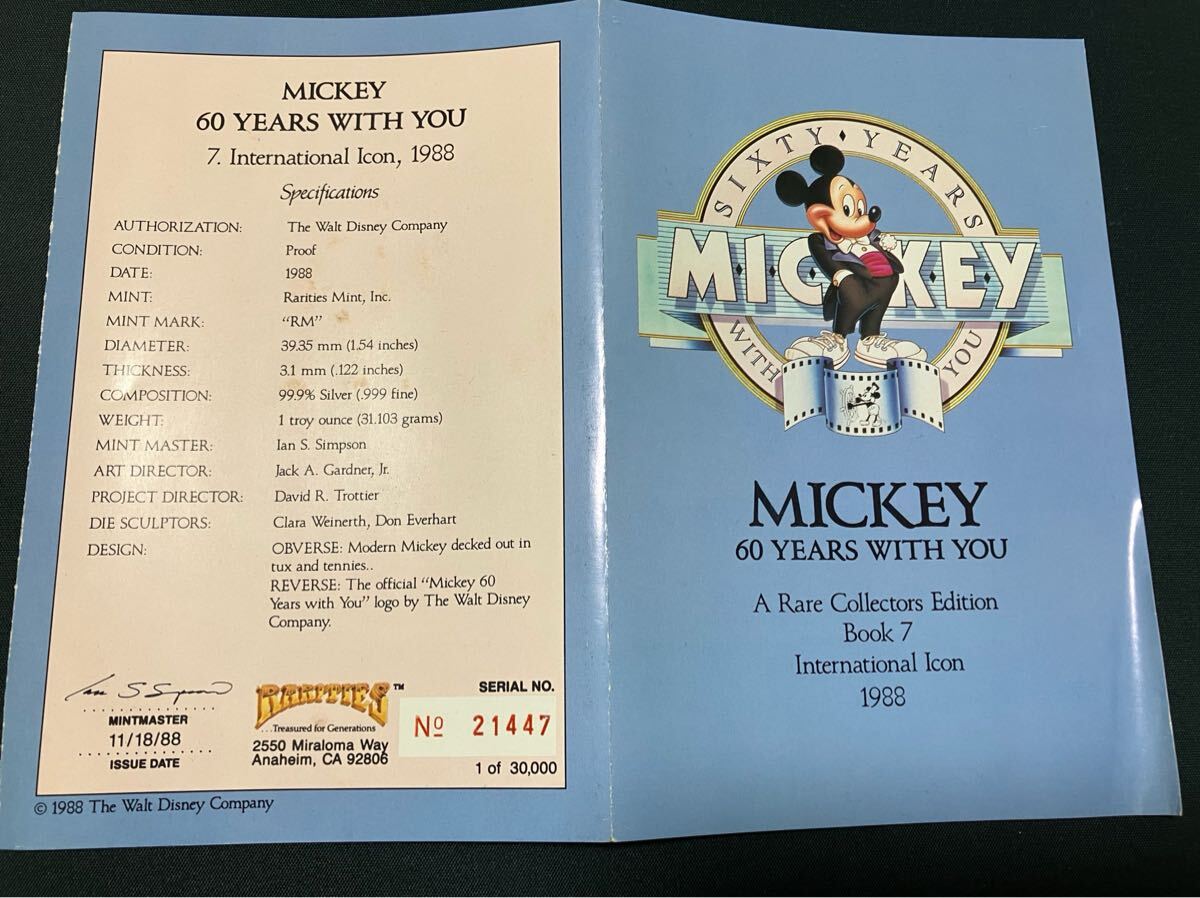 MICKEY
60 YEARS WITH YOU
7. International Icon, 1988
Specifications
AUTHORIZATION: The Walt Disney Company
CONDITION: Proof
DATE: 1988
MINT: Rarities Mint, Inc.
MINT MARK: “RM”
DIAMETER: 39.35 mm (1.54 inches)
THICKNESS: 3.1 mm (.122 inches)
COMPOSITION: 99.9% Silver (.999 fine)
WEIGHT: 1 troy ounce (31.103 grams)
MINT MASTER: Ian S. Simpson
ART DIRECTOR: Jack A. Gardner, Jr.
PROJECT DIRECTOR: David R. Trottier
DIE SCULPTORS: Clara Weinerth, Don Everhart
DESIGN: OBVERSE: Modern Mickey decked out in
tux and tennies..
REVERSE: The official “Mickey 60
Years with You” logo by The Walt Disney
Company.
Ian S Simpson
MINTMASTER
11/18/88
ISSUE DATE
RARITIES™
...Treasured for Generations
2550 Miraloma Way
Anaheim, CA 92806
SERIAL NO.
Nº 21447
1 of 30,000
© 1988 The Walt Disney Company
SIXTY YEARS
MICKEY
WITH YOU
MICKEY
60 YEARS WITH YOU
A Rare Collectors Edition
Book 7
International Icon
1988